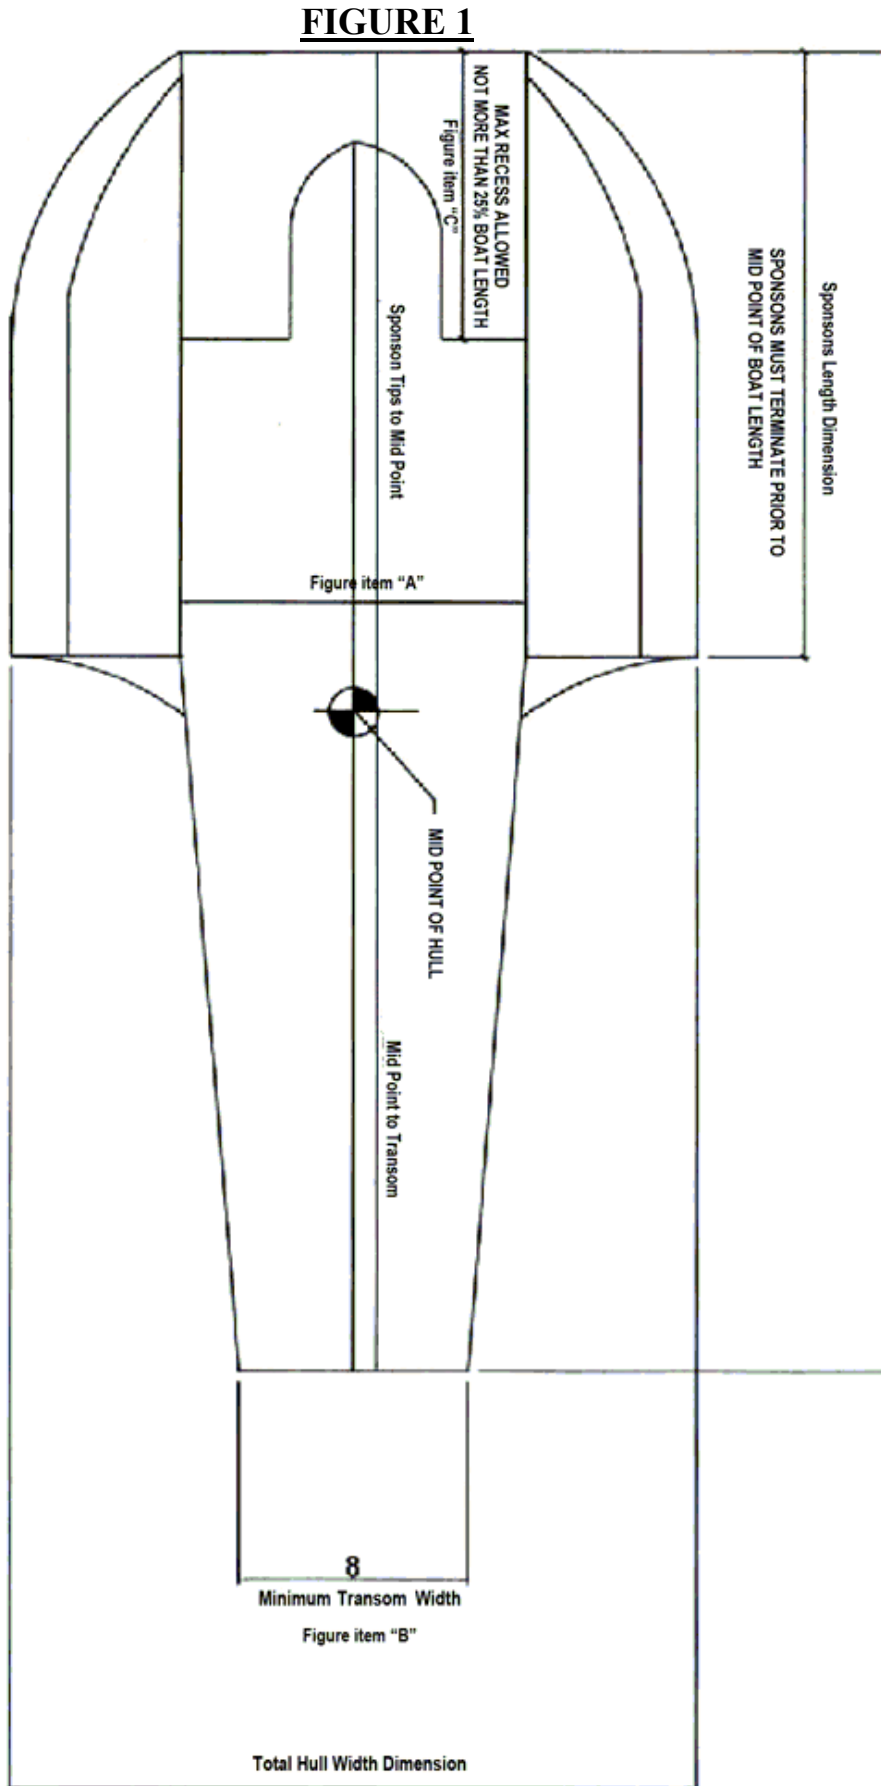 FIGURE 1
MAX RECESS ALLOWED
NOT MORE THAN 25% BOAT LENGTH
Figure item “C”
Sponsons Length Dimension
SPONSONS MUST TERMINATE PRIOR TO
MID POINT OF BOAT LENGTH
Sponson Tips to Mid Point
Figure item “A”
MID POINT OF HULL
Mid Point to Transom
8
Minimum Transom Width
Figure item “B”
Total Hull Width Dimension